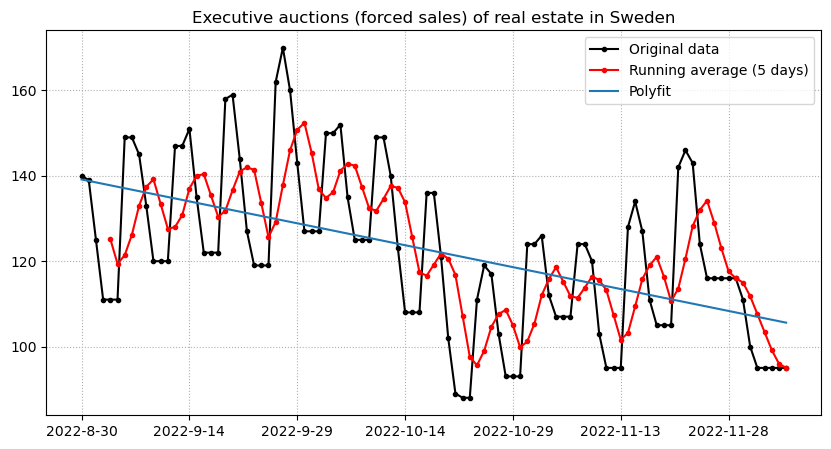 Executive auctions (forced sales) of real estate in Sweden
Original data
Running average (5 days)
Polyfit
160
140
120
100
2022-8-30 2022-9-14 2022-9-29 2022-10-14 2022-10-29 2022-11-13 2022-11-28